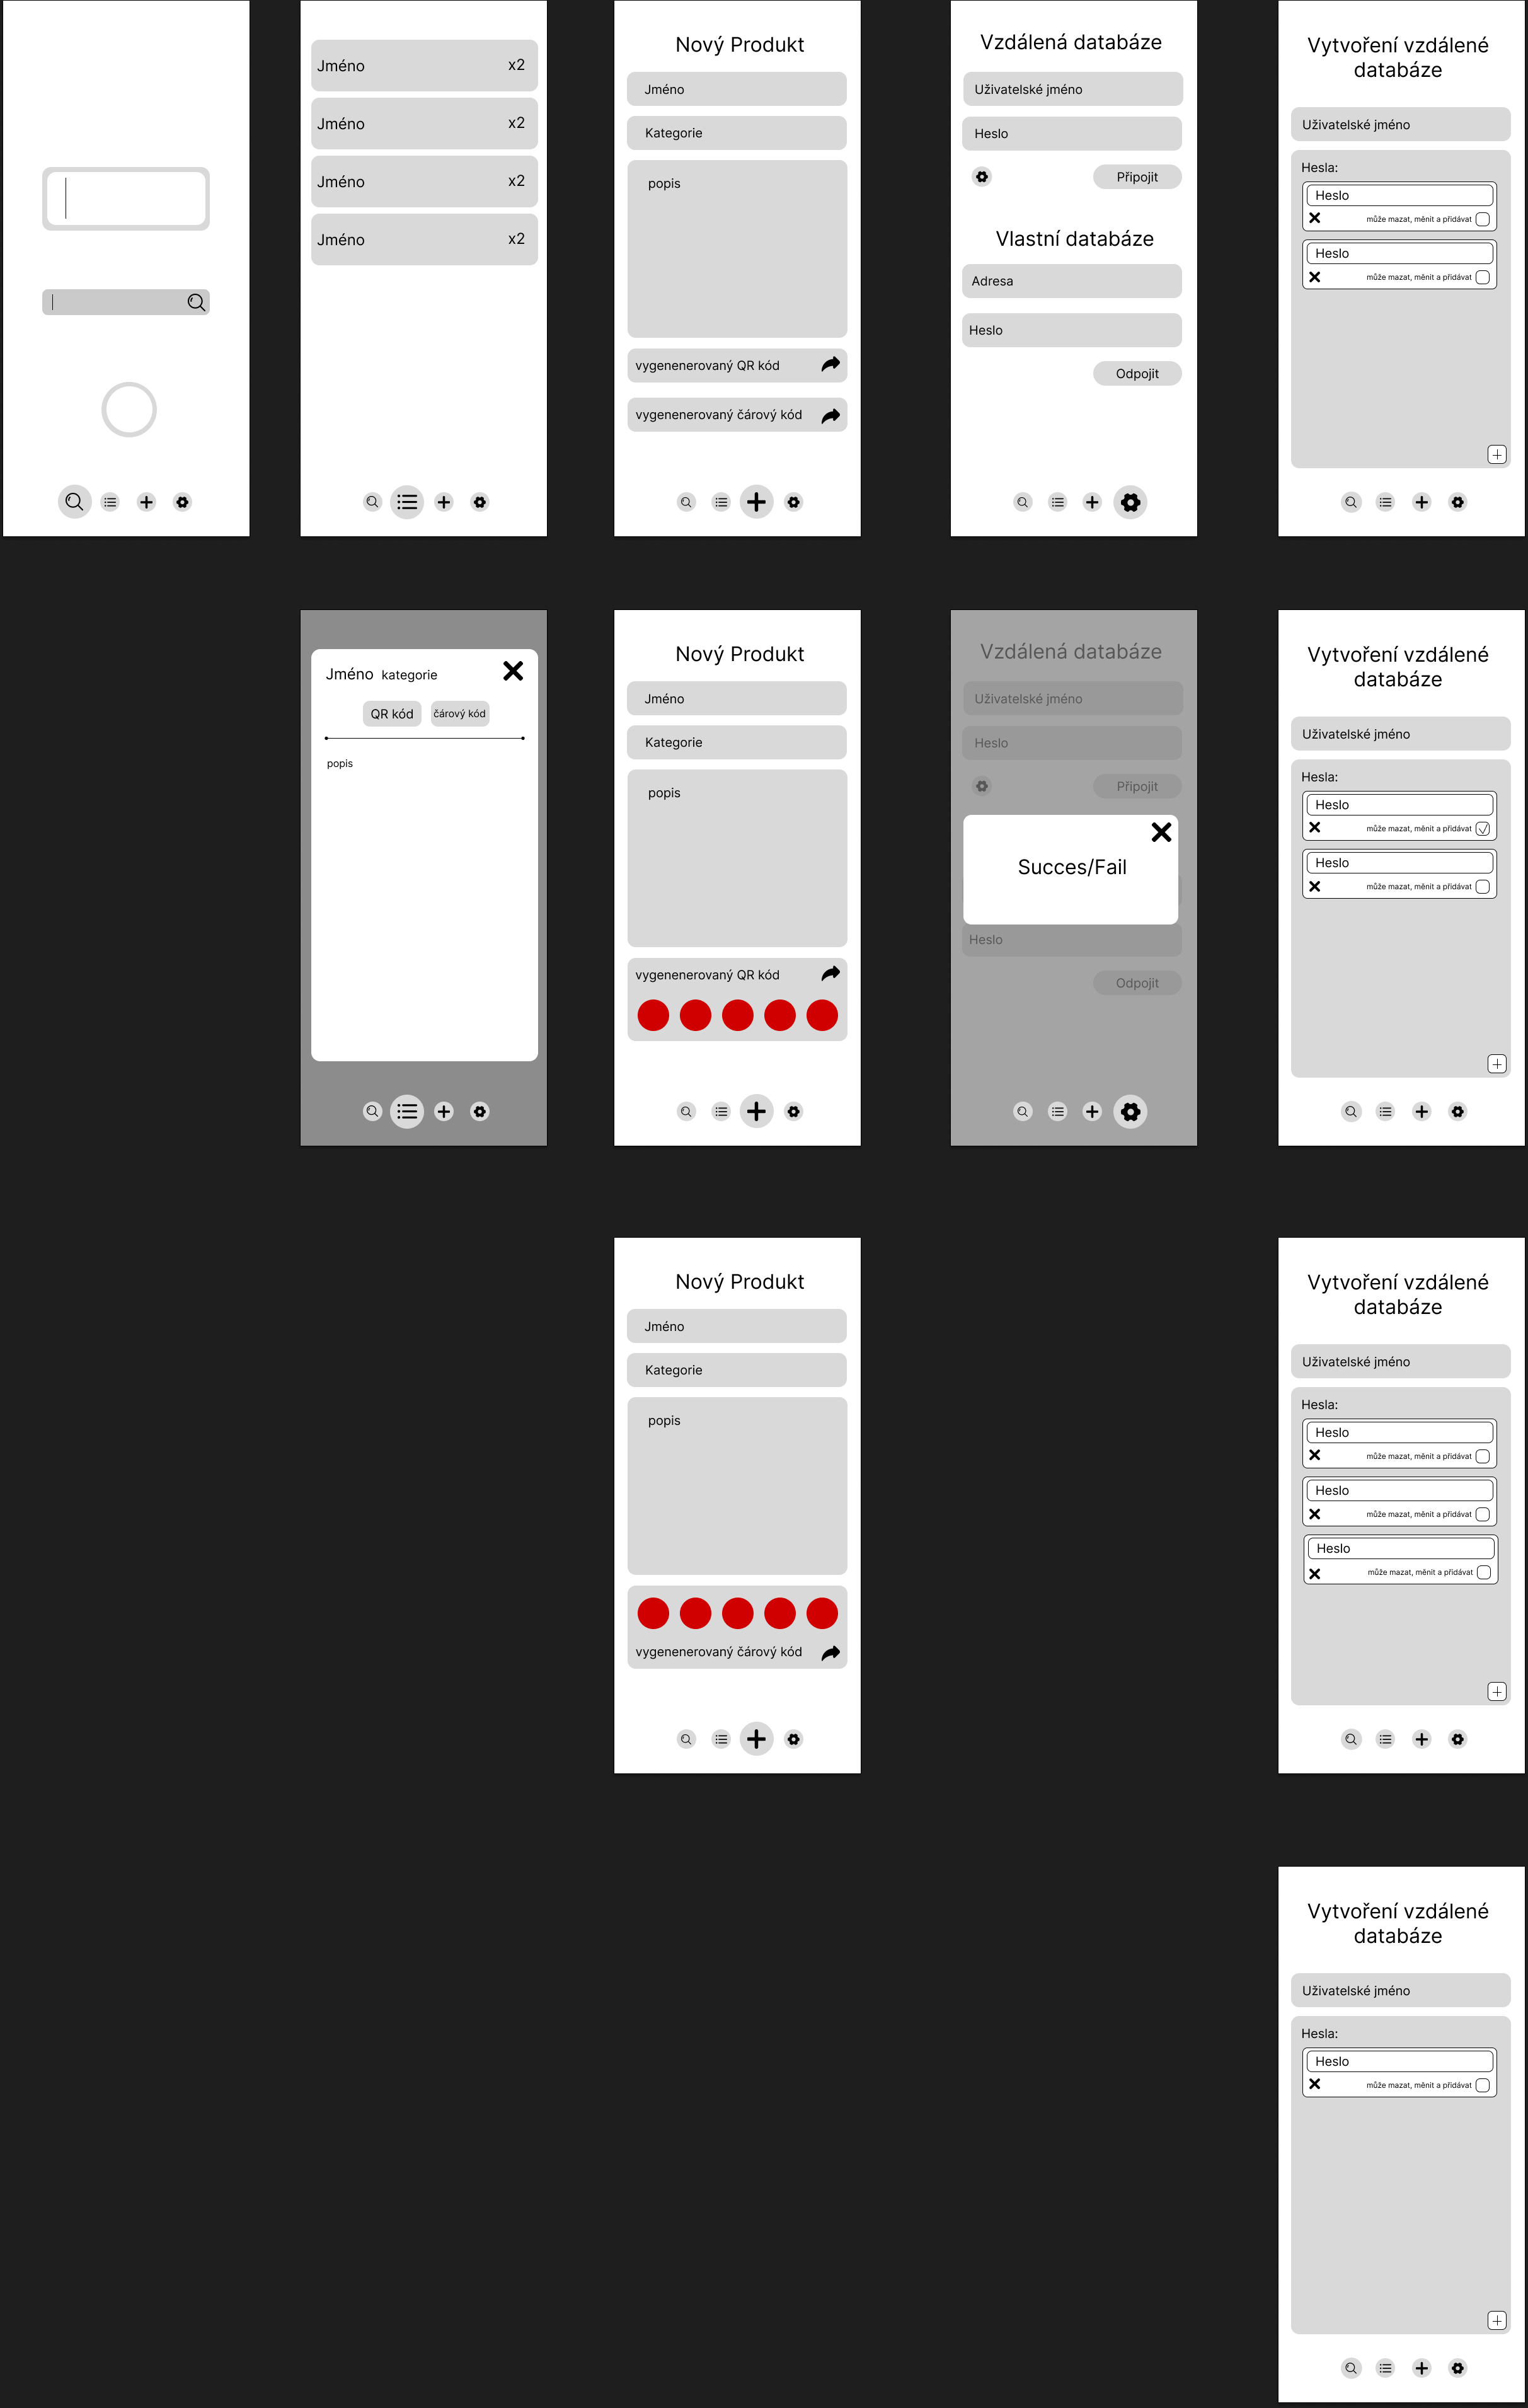 Jméno x2
Jméno x2
Jméno x2
Jméno x2
Nový Produkt
Jméno
Kategorie
popis
vygenenerovaný QR kód
vygenenerovaný čárový kód
Vzdálená databáze
Uživatelské jméno
Heslo
Připojit
Vlastní databáze
Adresa
Heslo
Odpojit
Vytvoření vzdálené
databáze
Uživatelské jméno
Hesla:
Heslo
může mazat, měnit a přidávat
Heslo
může mazat, měnit a přidávat
Jméno kategorie
QR kód čárový kód
popis
Nový Produkt
Jméno
Kategorie
popis
vygenenerovaný QR kód
Vzdálená databáze
Uživatelské jméno
Heslo
Připojit
Succes/Fail
Heslo
Odpojit
Vytvoření vzdálené
databáze
Uživatelské jméno
Hesla:
Heslo
může mazat, měnit a přidávat
Heslo
může mazat, měnit a přidávat
Nový Produkt
Jméno
Kategorie
popis
vygenenerovaný čárový kód
Vytvoření vzdálené
databáze
Uživatelské jméno
Hesla:
Heslo
může mazat, měnit a přidávat
Heslo
může mazat, měnit a přidávat
Heslo
může mazat, měnit a přidávat
Vytvoření vzdálené
databáze
Uživatelské jméno
Hesla:
Heslo
může mazat, měnit a přidávat